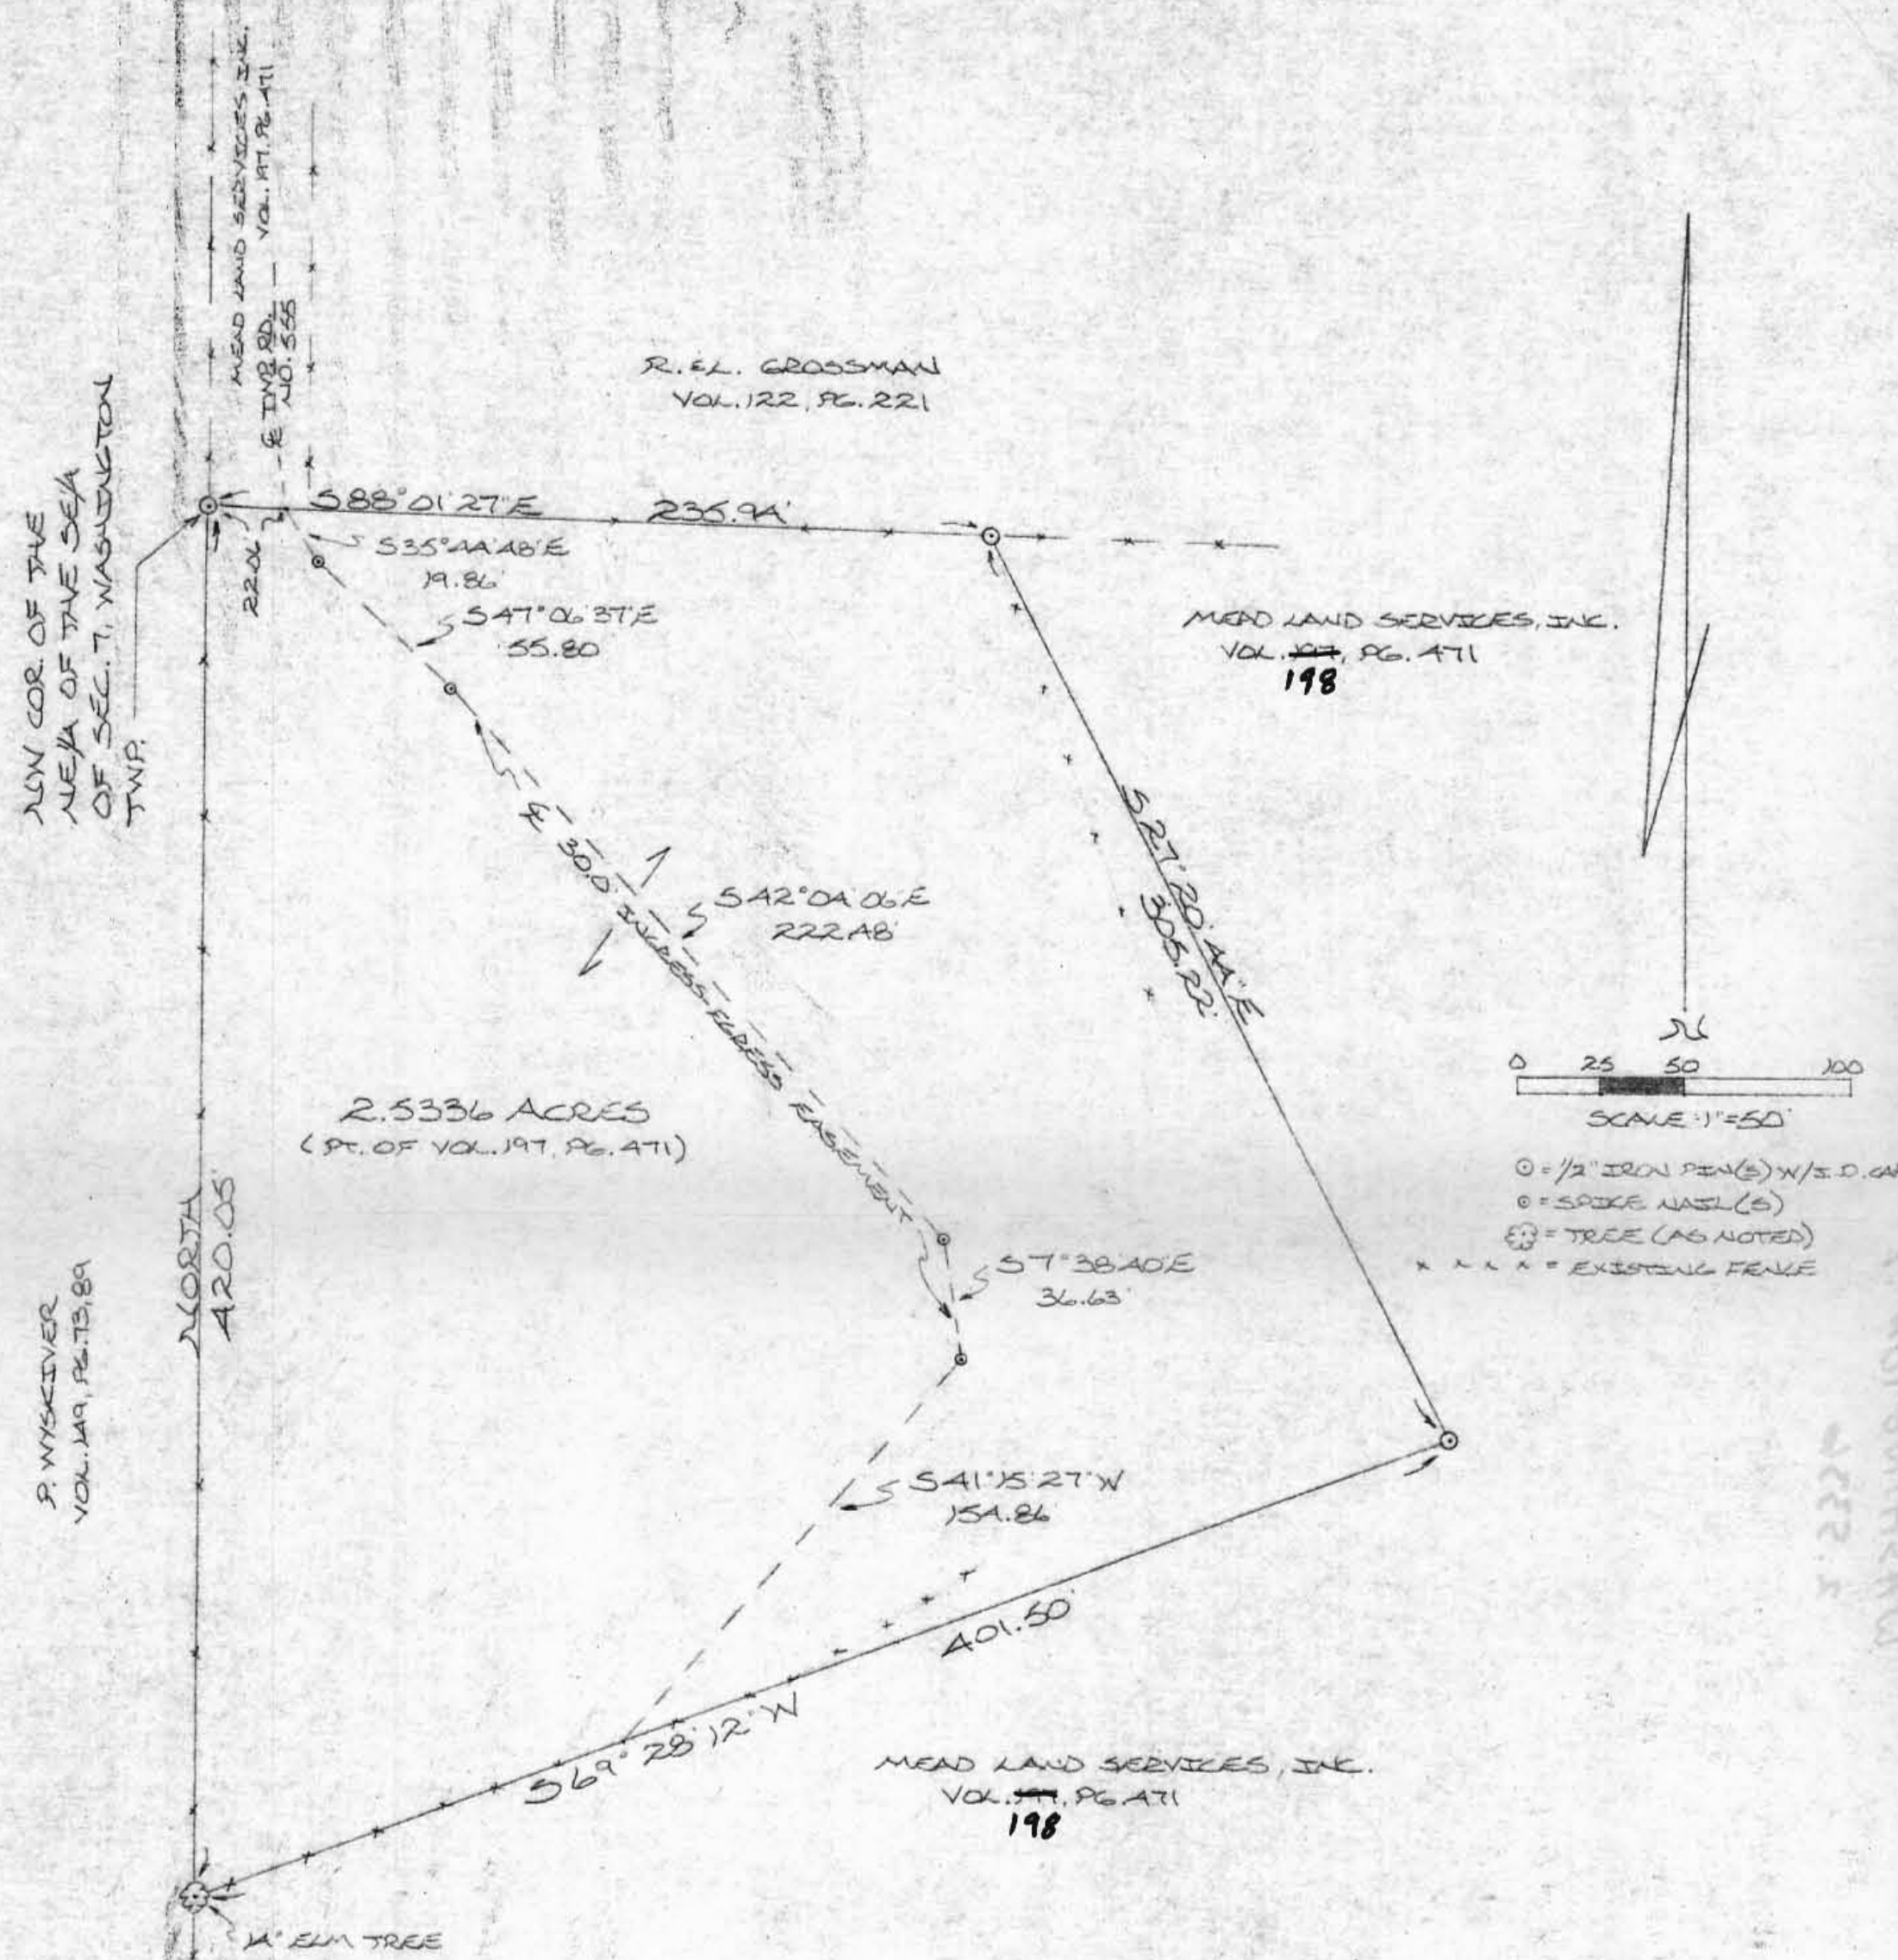 MEAD LAND SERVICES INC.
VOL. 197, PG. 471
℄ TWP. RD.
NO. 555
R. & L. GROSSMAN
VOL. 122, PG. 221
NW COR. OF THE
NE/4 OF THE SE/4
OF SEC. 7, WASHINGTON
TWP.
S88°01'27"E 235.94'
22.06'
S35°44'48"E
19.86'
S47°06'37"E
55.80
MEAD LAND SERVICES, INC.
VOL. 197, PG. 471
198
S27°20'44"E
305.22'
℄ 30.0' INGRESS-EGRESS EASEMENT
S42°04'06"E
222.48'
N
0 25 50 100
SCALE: 1"=50'
2.5336 ACRES
(PT. OF VOL. 197, PG. 471)
= 1/2" IRON PIN(S) W/I.D. CAP
= SPIKE NAIL(S)
= TREE (AS NOTED)
x x x x = EXISTING FENCE
NORTH
420.05'
P. WYSKIVER
VOL. 149, PG. 73, 89
S7°38'40"E
36.63'
S41°15'27"W
154.86'
401.50'
S69°28'12"W
MEAD LAND SERVICES, INC.
VOL. 197, PG. 471
198
14" ELM TREE